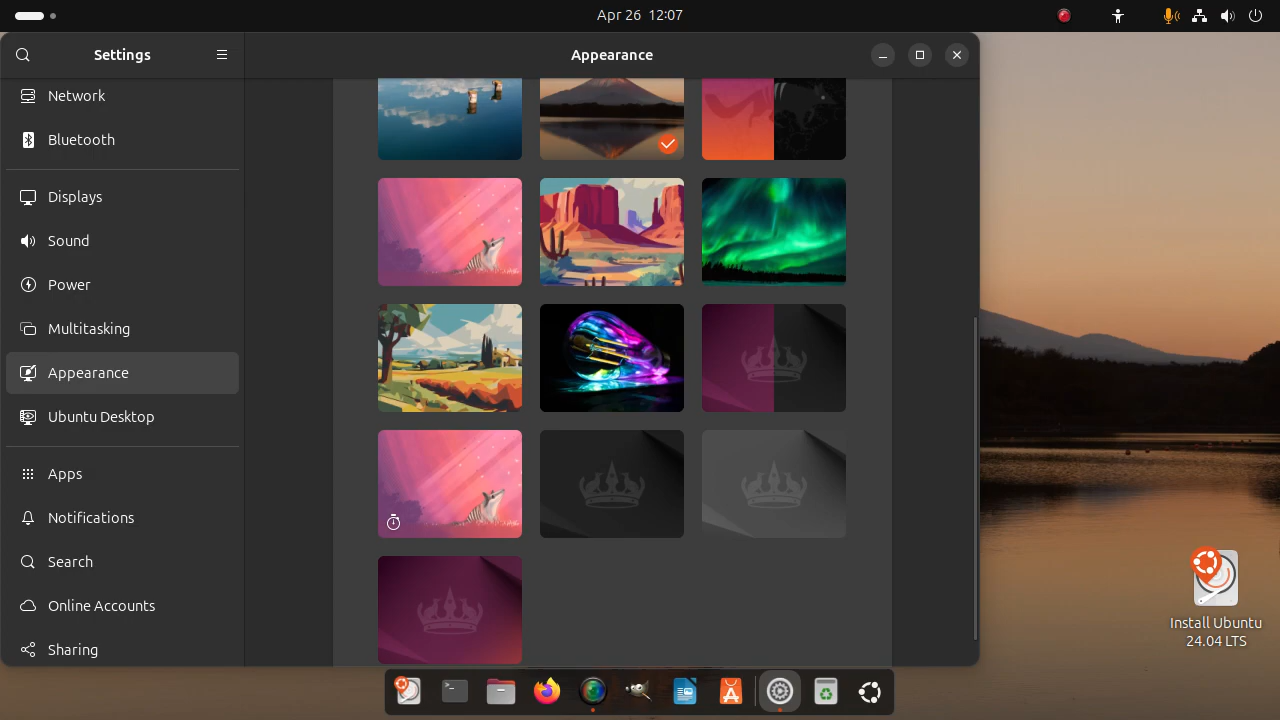 Apr 26 12:07
Settings
Appearance
Network
Bluetooth
Displays
Sound
Power
Multitasking
Appearance
Ubuntu Desktop
Apps
Notifications
Search
Online Accounts
Sharing
Install Ubuntu
24.04 LTS